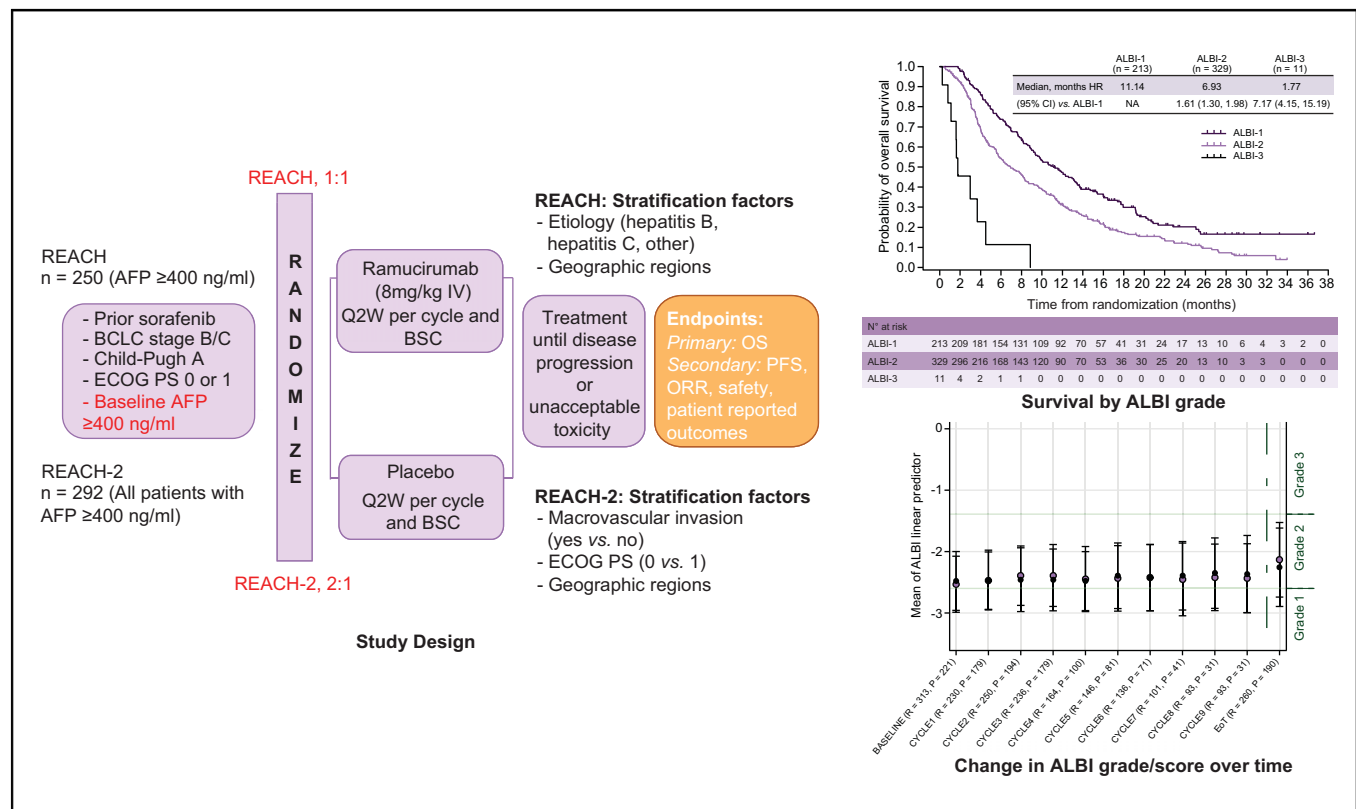 REACH, 1:1
REACH
n = 250 (AFP ≥400 ng/ml)
- Prior sorafenib
- BCLC stage B/C
- Child-Pugh A
- ECOG PS 0 or 1
- Baseline AFP
≥400 ng/ml
REACH-2
n = 292 (All patients with
AFP ≥400 ng/ml)
RANDOMIZE
REACH-2, 2:1
Ramucirumab
(8mg/kg IV)
Q2W per cycle and
BSC
Placebo
Q2W per cycle
and BSC
REACH: Stratification factors
- Etiology (hepatitis B,
hepatitis C, other)
- Geographic regions
Treatment
until disease
progression
or
unacceptable
toxicity
Endpoints:
Primary: OS
Secondary: PFS,
ORR, safety,
patient reported
outcomes
REACH-2: Stratification factors
- Macrovascular invasion
(yes vs. no)
- ECOG PS (0 vs. 1)
- Geographic regions
Study Design
ALBI-1 ALBI-2 ALBI-3
(n = 213) (n = 329) (n = 11)
Median, months HR 11.14 6.93 1.77
(95% CI) vs. ALBI-1 NA 1.61 (1.30, 1.98) 7.17 (4.15, 15.19)
ALBI-1
ALBI-2
ALBI-3
Probability of overall survival
1.0
0.9
0.8
0.7
0.6
0.5
0.4
0.3
0.2
0.1
0.0
0 2 4 6 8 10 12 14 16 18 20 22 24 26 28 30 32 34 36 38
Time from randomization (months)
N° at risk
ALBI-1 213 209 181 154 131 109 92 70 57 41 31 24 17 13 10 6 4 3 2 0
ALBI-2 329 296 216 168 143 120 90 70 53 36 30 25 20 13 10 3 3 0 0 0
ALBI-3 11 4 2 1 1 0 0 0 0 0 0 0 0 0 0 0 0 0 0 0
Survival by ALBI grade
Mean of ALBI linear predictor
0
-1
-2
-3
Grade 3
Grade 2
Grade 1
BASELINE (R = 313, P = 221)
CYCLE1 (R = 230, P = 179)
CYCLE2 (R = 250, P = 194)
CYCLE3 (R = 236, P = 179)
CYCLE4 (R = 164, P = 100)
CYCLE5 (R = 146, P = 81)
CYCLE6 (R = 136, P = 71)
CYCLE7 (R = 101, P = 41)
CYCLE8 (R = 93, P = 31)
CYCLE9 (R = 93, P = 31)
EoT (R = 260, P = 190)
Change in ALBI grade/score over time